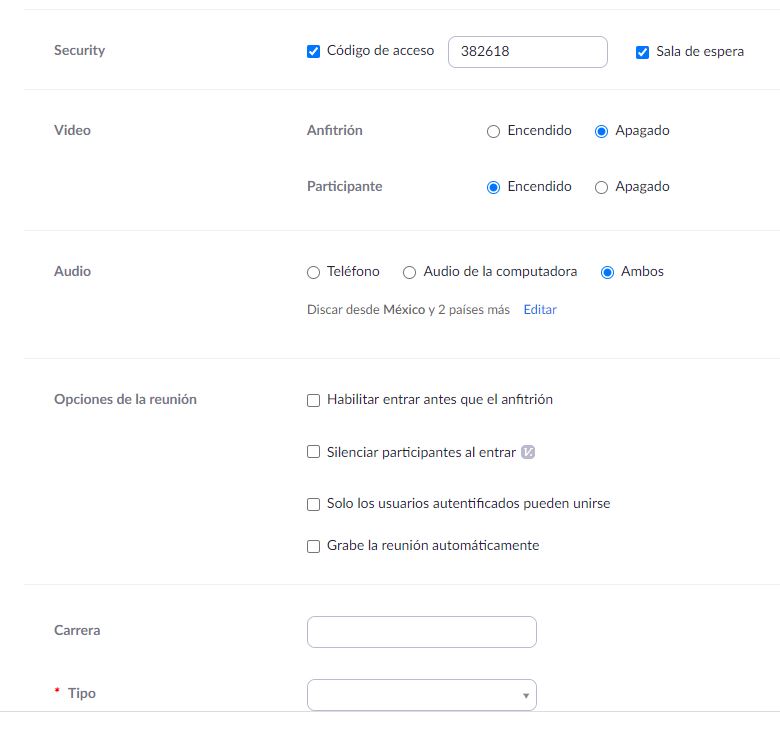 Security Código de acceso 382618 Sala de espera
Video Anfitrión Encendido Apagado
Participante Encendido Apagado
Audio Teléfono Audio de la computadora Ambos
Discar desde México y 2 países más Editar
Opciones de la reunión Habilitar entrar antes que el anfitrión
Silenciar participantes al entrar
Solo los usuarios autentificados pueden unirse
Grabe la reunión automáticamente
Carrera
* Tipo